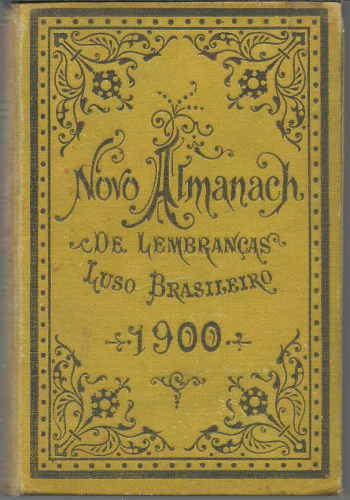 Novo Almanach
De Lembranças
Luso Brasileiro
1900